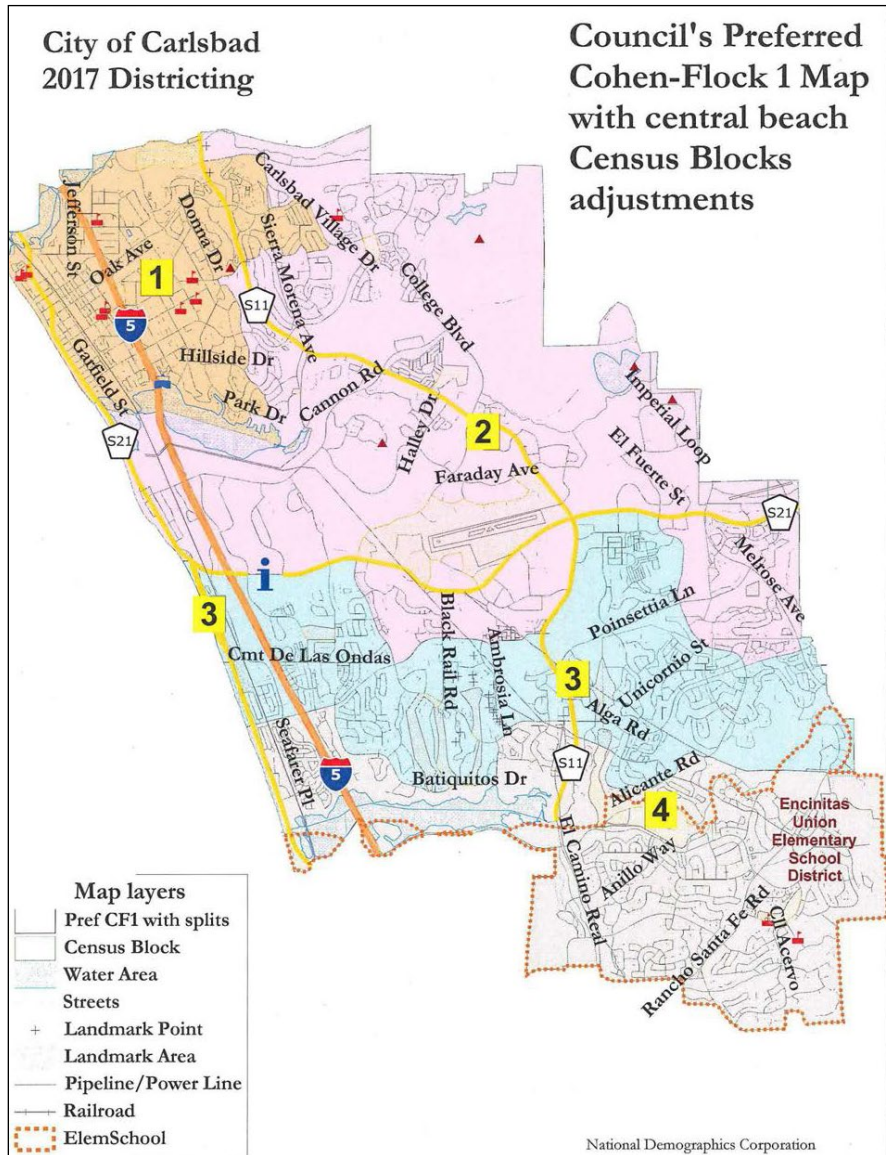 City of Carlsbad
2017 Districting
Council's Preferred
Cohen-Flock 1 Map
with central beach
Census Blocks
adjustments
Jefferson St
Oak Ave
Donna Dr
Carlsbad Village Dr
Sierra Morena Ave
College Blvd
1
S11
5
Hillside Dr
Garfield St
Park Dr
Cannon Rd
Halley Dr
Imperial Loop
S21
2
El Fuerte St
Faraday Ave
S21
Melrose Ave
i
3
Black Rail Rd
Poinsettia Ln
Cmt De Las Ondas
Ambrosia Ln
3
Unicornio St
Alga Rd
Seafarer Pl
5
Batiquitos Dr
S11
Alicante Rd
4
Encinitas
Union
Elementary
School
District
El Camino Real
Anillo Way
Rancho Santa Fe Rd
Cll Acervo
Map layers
Pref CF1 with splits
Census Block
Water Area
Streets
Landmark Point
Landmark Area
Pipeline/Power Line
Railroad
ElemSchool
National Demographics Corporation